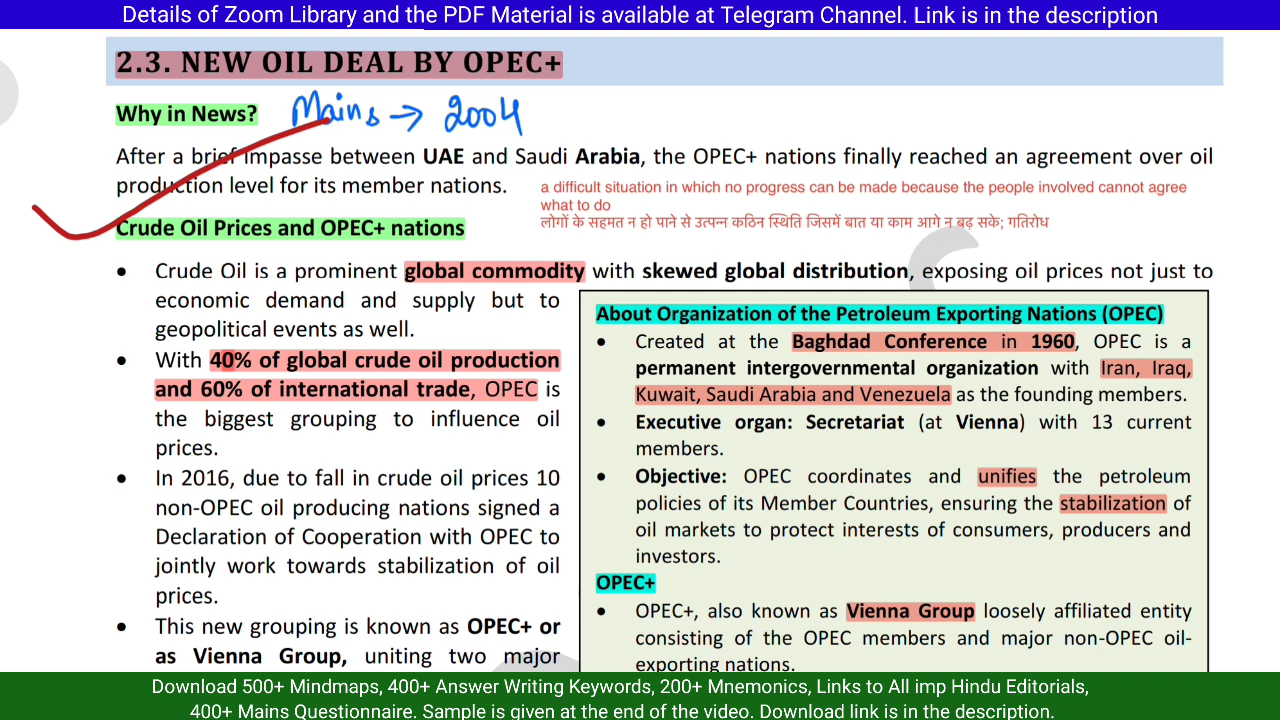 Details of Zoom Library and the PDF Material is available at Telegram Channel. Link is in the description
2.3. NEW OIL DEAL BY OPEC+
Why in News? Mains → 2004
After a brief impasse between UAE and Saudi Arabia, the OPEC+ nations finally reached an agreement over oil
production level for its member nations.
a difficult situation in which no progress can be made because the people involved cannot agree
what to do
लोगों के सहमत न हो पाने से उत्पन्न कठिन स्थिति जिसमें बात या काम आगे न बढ़ सके; गतिरोध
Crude Oil Prices and OPEC+ nations
• Crude Oil is a prominent global commodity with skewed global distribution, exposing oil prices not just to
economic demand and supply but to
geopolitical events as well.
• With 40% of global crude oil production
and 60% of international trade, OPEC is
the biggest grouping to influence oil
prices.
• In 2016, due to fall in crude oil prices 10
non-OPEC oil producing nations signed a
Declaration of Cooperation with OPEC to
jointly work towards stabilization of oil
prices.
• This new grouping is known as OPEC+ or
as Vienna Group, uniting two major
About Organization of the Petroleum Exporting Nations (OPEC)
• Created at the Baghdad Conference in 1960, OPEC is a
permanent intergovernmental organization with Iran, Iraq,
Kuwait, Saudi Arabia and Venezuela as the founding members.
• Executive organ: Secretariat (at Vienna) with 13 current
members.
• Objective: OPEC coordinates and unifies the petroleum
policies of its Member Countries, ensuring the stabilization of
oil markets to protect interests of consumers, producers and
investors.
OPEC+
• OPEC+, also known as Vienna Group loosely affiliated entity
consisting of the OPEC members and major non-OPEC oil-
exporting nations.
Download 500+ Mindmaps, 400+ Answer Writing Keywords, 200+ Mnemonics, Links to All imp Hindu Editorials,
400+ Mains Questionnaire. Sample is given at the end of the video. Download link is in the description.